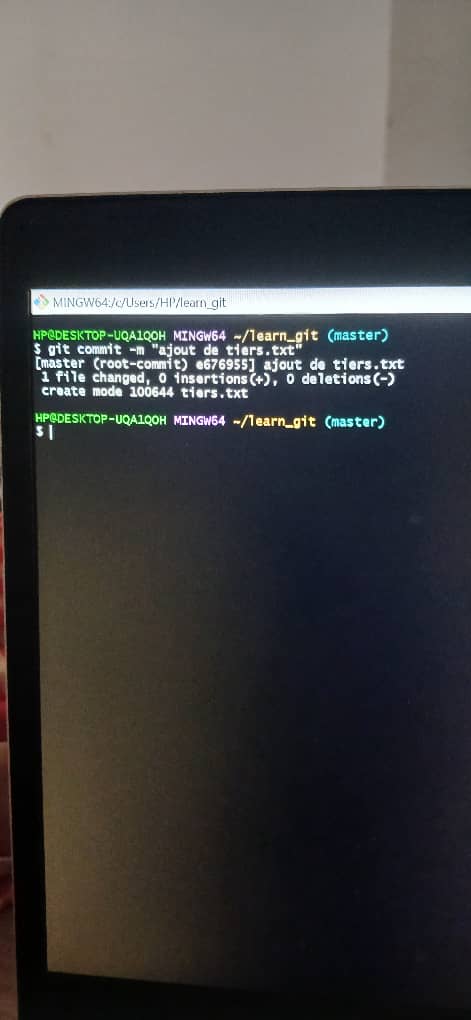 MINGW64:/c/Users/HP/learn_git
HP@DESKTOP-UQA1QOH MINGW64 ~/learn_git (master)
$ git commit -m "ajout de tiers.txt"
[master (root-commit) e676955] ajout de tiers.txt
 1 file changed, 0 insertions(+), 0 deletions(-)
 create mode 100644 tiers.txt
HP@DESKTOP-UQA1QOH MINGW64 ~/learn_git (master)
$